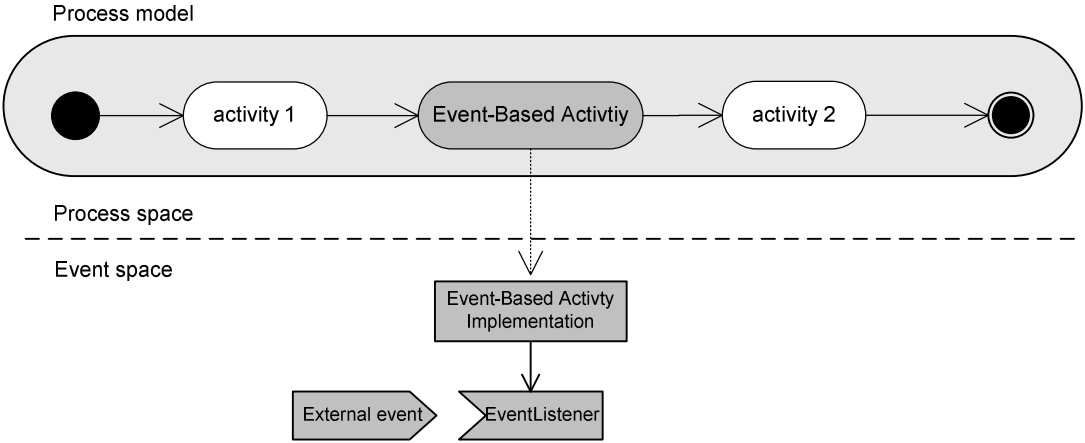 Process model
activity 1
Event-Based Activtiy
activity 2
Process space
Event space
Event-Based Activty
Implementation
External event
EventListener